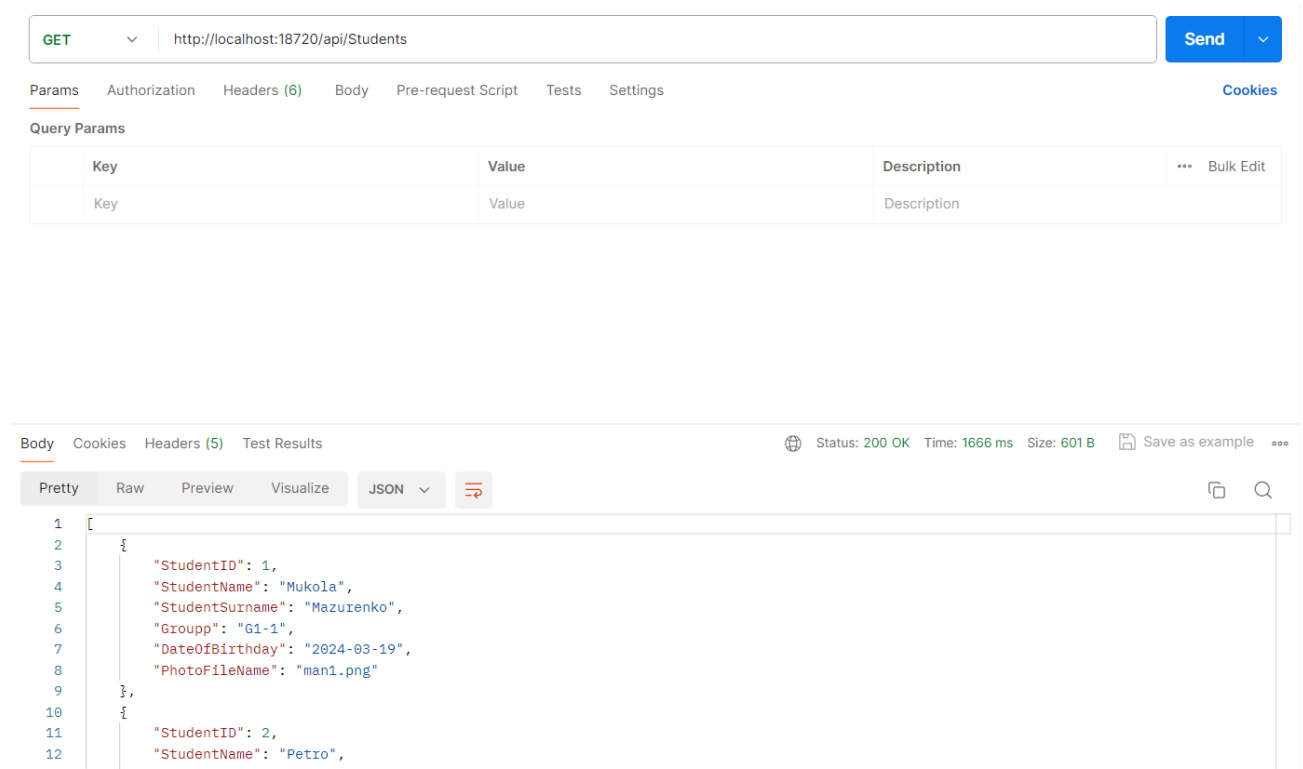 GET http://localhost:18720/api/Students Send
Params Authorization Headers (6) Body Pre-request Script Tests Settings Cookies
Query Params
Key Value Description Bulk Edit
Key Value Description
Body Cookies Headers (5) Test Results Status: 200 OK Time: 1666 ms Size: 601 B Save as example
Pretty Raw Preview Visualize JSON
1 [
2 {
3 "StudentID": 1,
4 "StudentName": "Mukola",
5 "StudentSurname": "Mazurenko",
6 "Groupp": "G1-1",
7 "DateOfBirthday": "2024-03-19",
8 "PhotoFileName": "man1.png"
9 },
10 {
11 "StudentID": 2,
12 "StudentName": "Petro",